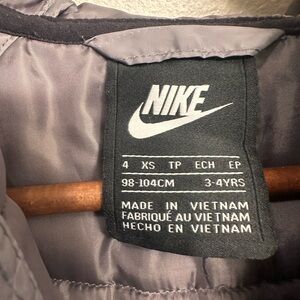 NIKE
4 XS TP ECH EP
98-104CM 3-4YRS
MADE IN VIETNAM
FABRIQUÉ AU VIETNAM
HECHO EN VIETNAM